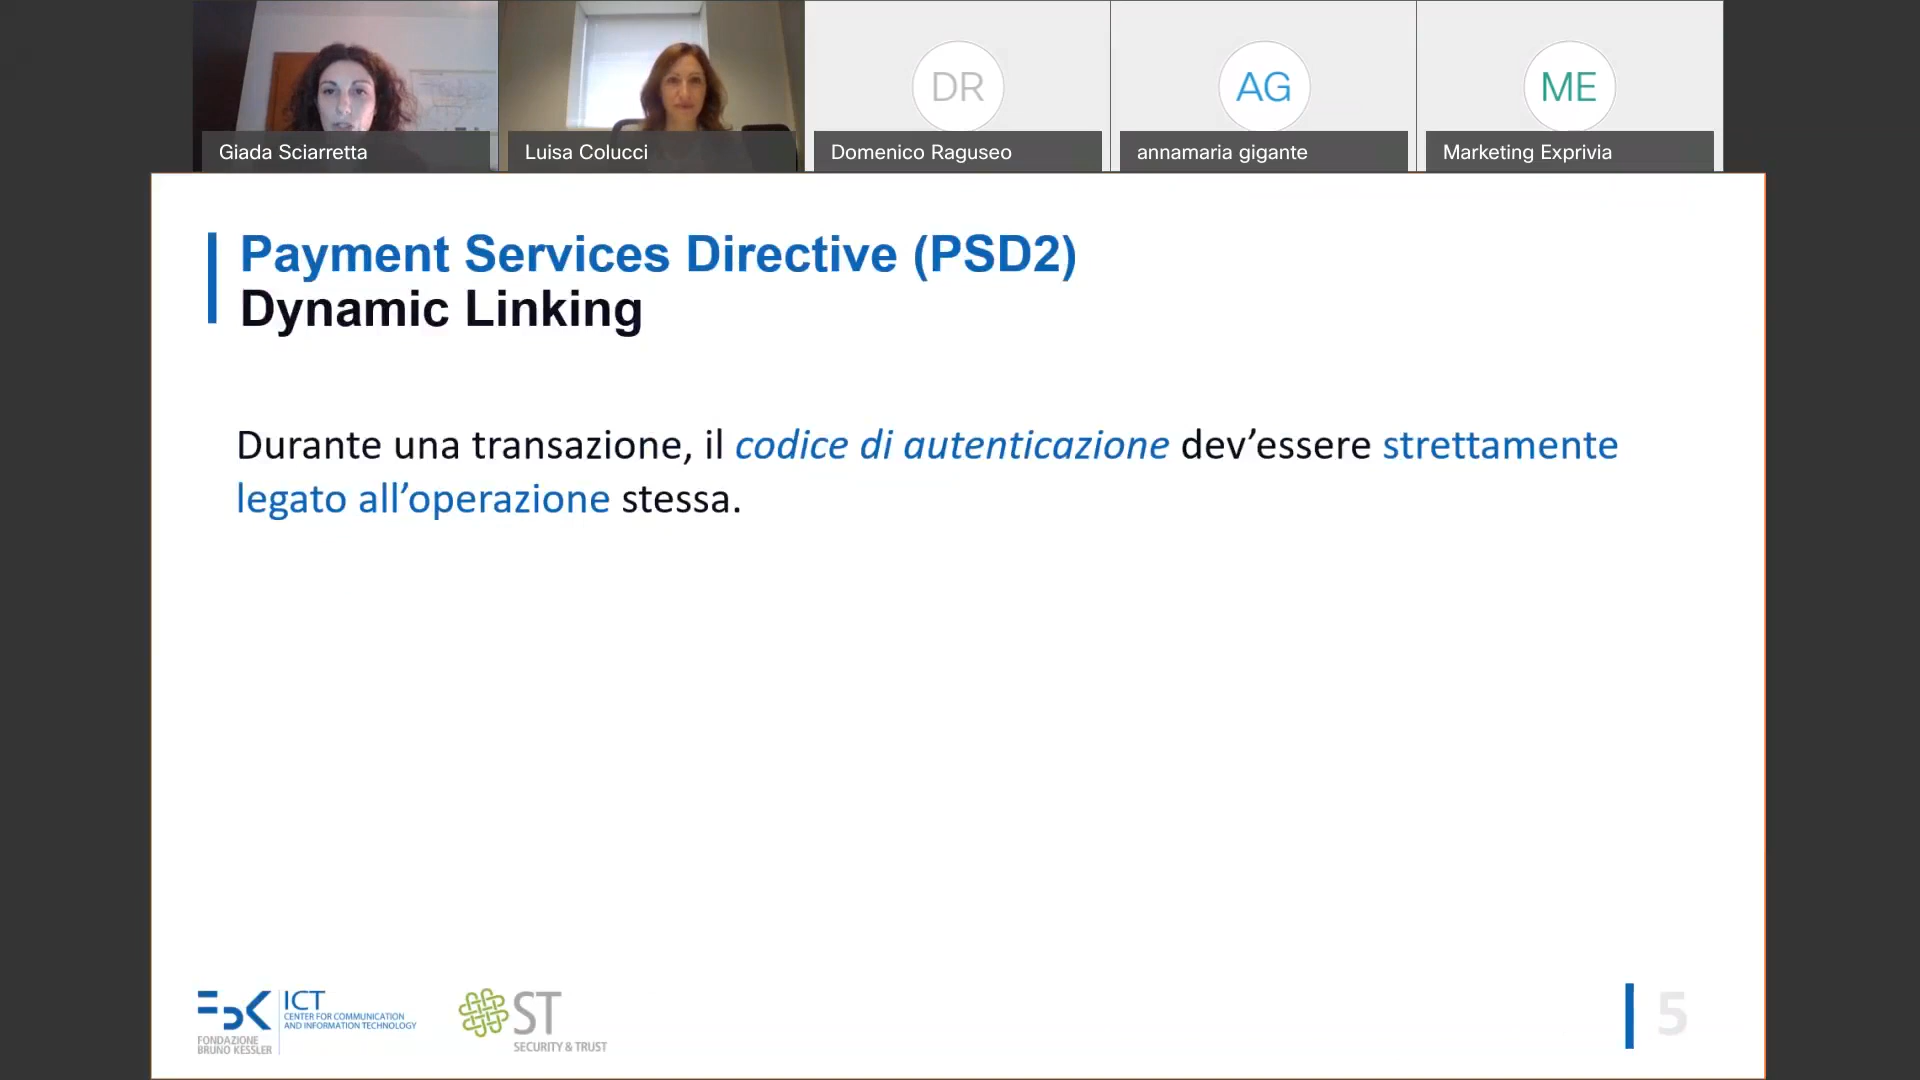 DR
AG
ME
Giada Sciarretta
Luisa Colucci
Domenico Raguseo
annamaria gigante
Marketing Exprivia
Payment Services Directive (PSD2)
Dynamic Linking
Durante una transazione, il codice di autenticazione dev’essere strettamente
legato all’operazione stessa.
FBK
FONDAZIONE
BRUNO KESSLER
ICT
CENTER FOR COMMUNICATION
AND INFORMATION TECHNOLOGY
ST
SECURITY & TRUST
5